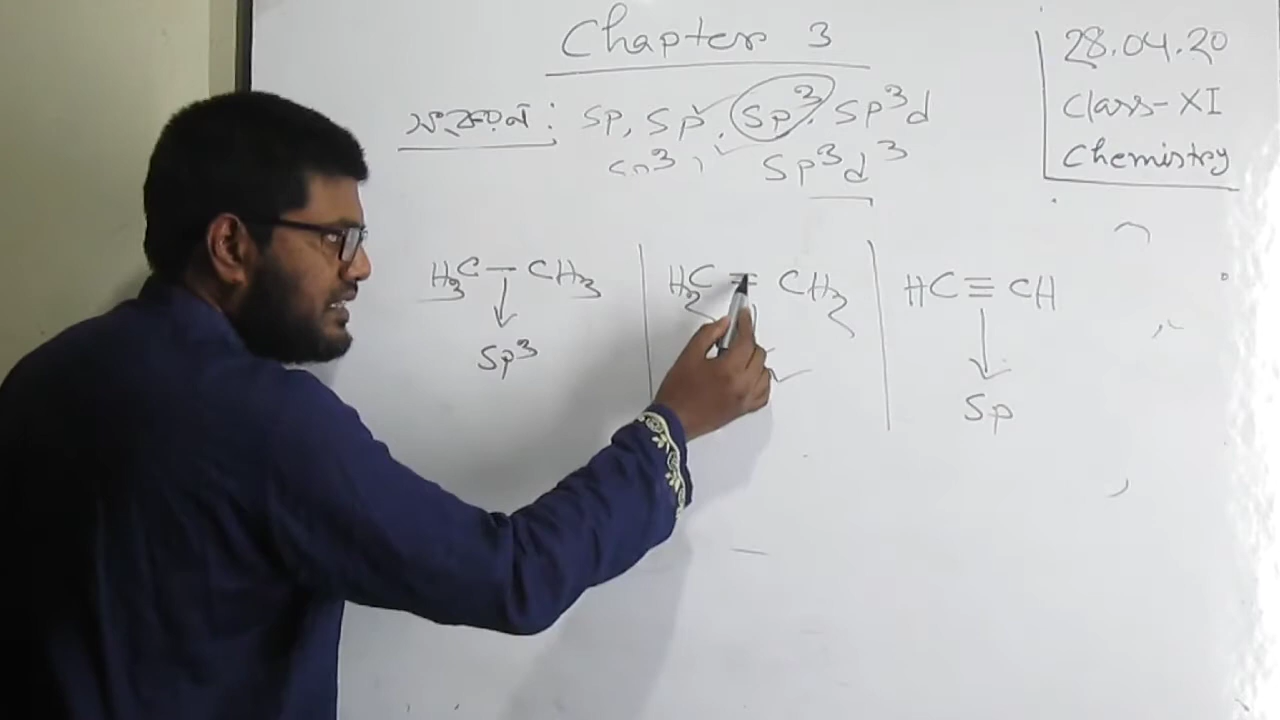 Chapter 3
28.04.20
Class-XI
Chemistry
সংকরণ: sp, sp², sp³, sp³d
sp³d³
H₃C — CH₃
H₂C = CH₂
HC ≡ CH
sp³
sp